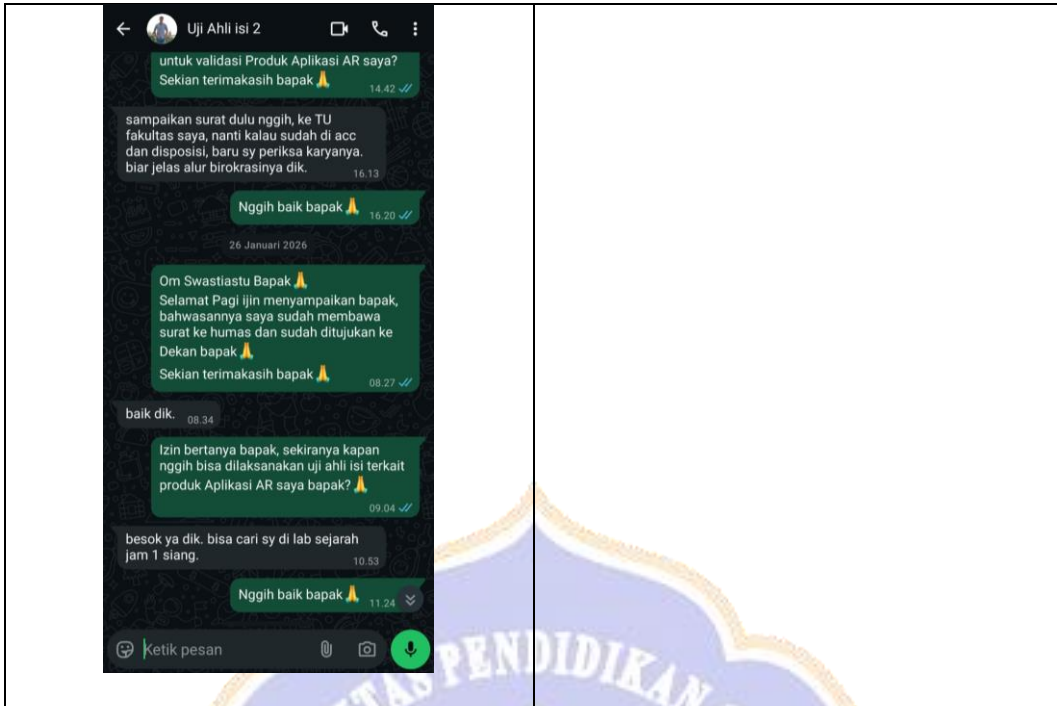 Uji Ahli isi 2
untuk validasi Produk Aplikasi AR saya?
Sekian terimakasih bapak🙏
14.42
sampaikan surat dulu nggih, ke TU
fakultas saya, nanti kalau sudah di acc
dan disposisi, baru sy periksa karyanya.
biar jelas alur birokrasinya dik.
16.13
Nggih baik bapak🙏
16.20
26 Januari 2026
Om Swastiastu Bapak🙏
Selamat Pagi ijin menyampaikan bapak,
bahwasannya saya sudah membawa
surat ke humas dan sudah ditujukan ke
Dekan bapak🙏
Sekian terimakasih bapak🙏
08.27
baik dik.
08.34
Izin bertanya bapak, sekiranya kapan
nggih bisa dilaksanakan uji ahli isi terkait
produk Aplikasi AR saya bapak?🙏
09.04
besok ya dik. bisa cari sy di lab sejarah
jam 1 siang.
10.53
Nggih baik bapak🙏
11.24
Ketik pesan
TAS PENDIDIKA